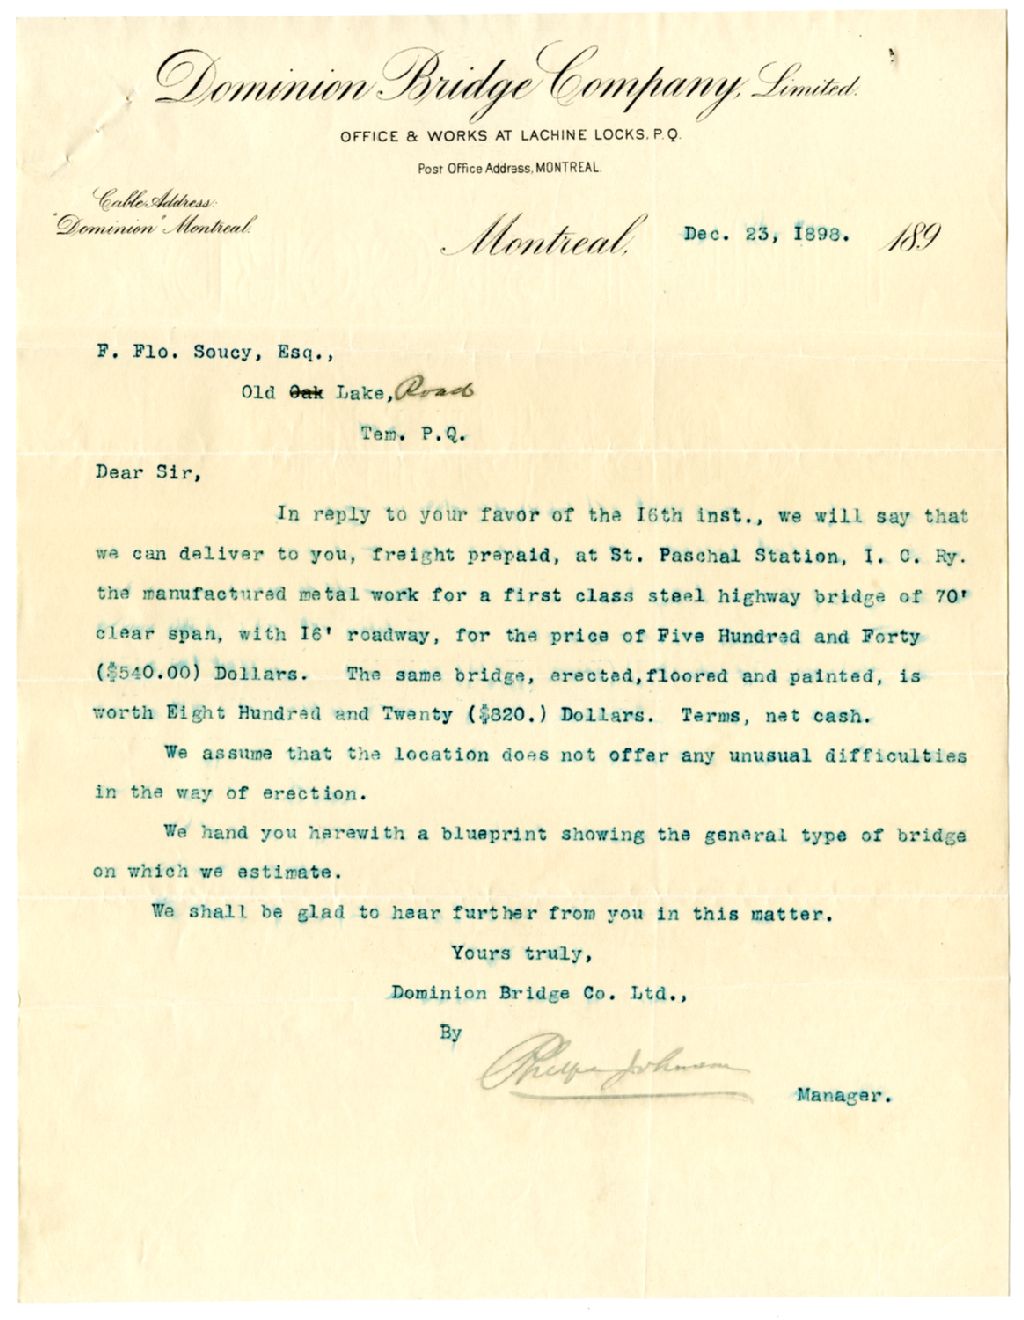 Dominion Bridge Company, Limited.
OFFICE & WORKS AT LACHINE LOCKS, P.Q.
Post Office Address, MONTREAL.
Cable Address:
"Dominion" Montreal.
Montreal, Dec. 23, I898. 189
F. Flo. Soucy, Esq.,
Old Oak Lake, Road
Tem. P.Q.
Dear Sir,
In reply to your favor of the I6th inst., we will say that
we can deliver to you, freight prepaid, at St. Paschal Station, I. C. Ry.
the manufactured metal work for a first class steel highway bridge of 70'
clear span, with I6' roadway, for the price of Five Hundred and Forty
($540.00) Dollars. The same bridge, erected,floored and painted, is
worth Eight Hundred and Twenty ($820.) Dollars. Terms, net cash.
We assume that the location does not offer any unusual difficulties
in the way of erection.
We hand you herewith a blueprint showing the general type of bridge
on which we estimate.
We shall be glad to hear further from you in this matter.
Yours truly,
Dominion Bridge Co. Ltd.,
By
Phelps Johnson
Manager.